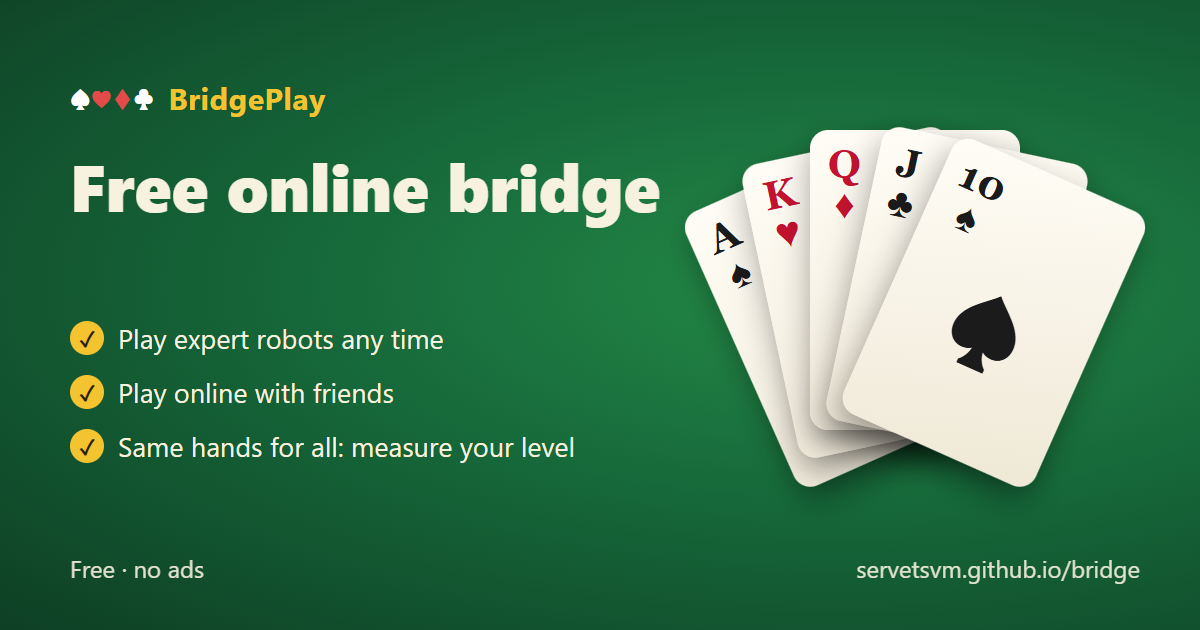 ♠♥♦♣ BridgePlay
Free online bridge
✓ Play expert robots any time
✓ Play online with friends
✓ Same hands for all: measure your level
A
♠
K
♥
Q
♦
J
♣
10
♠
♠
Free · no ads
servetsvm.github.io/bridge